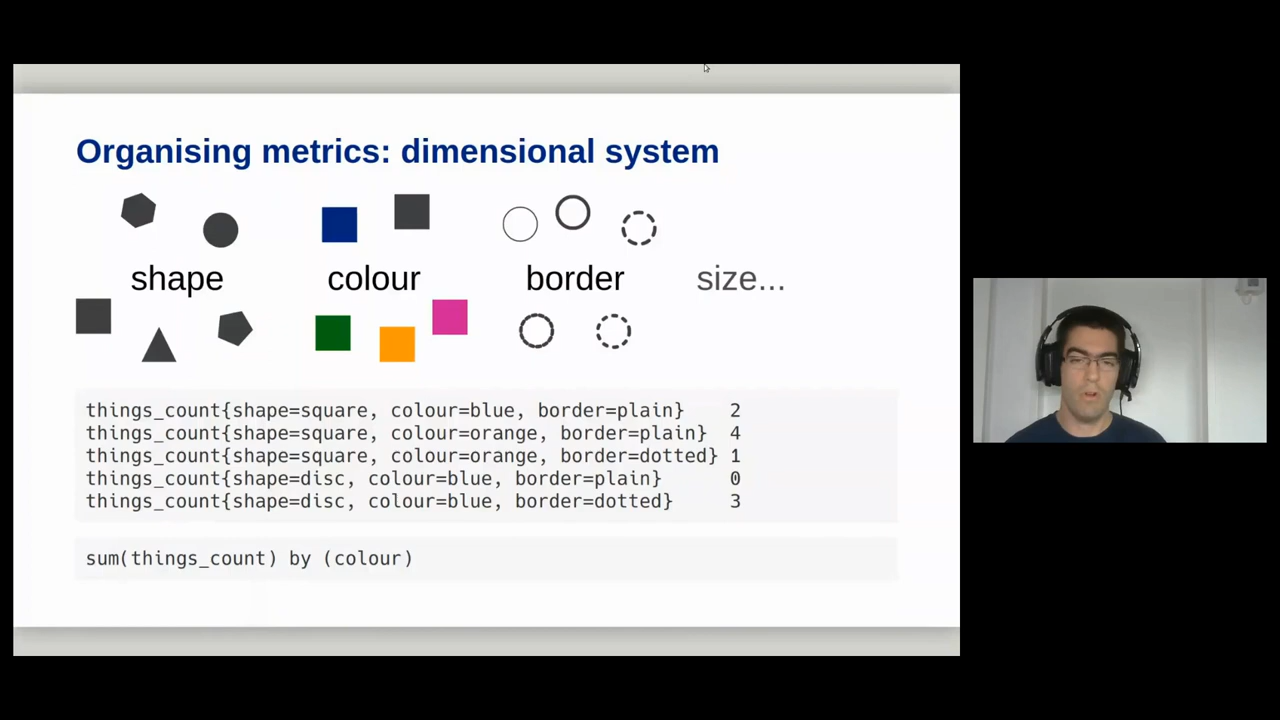 Organising metrics: dimensional system
shape colour border size...
things_count{shape=square, colour=blue, border=plain} 2
things_count{shape=square, colour=orange, border=plain} 4
things_count{shape=square, colour=orange, border=dotted} 1
things_count{shape=disc, colour=blue, border=plain} 0
things_count{shape=disc, colour=blue, border=dotted} 3
sum(things_count) by (colour)